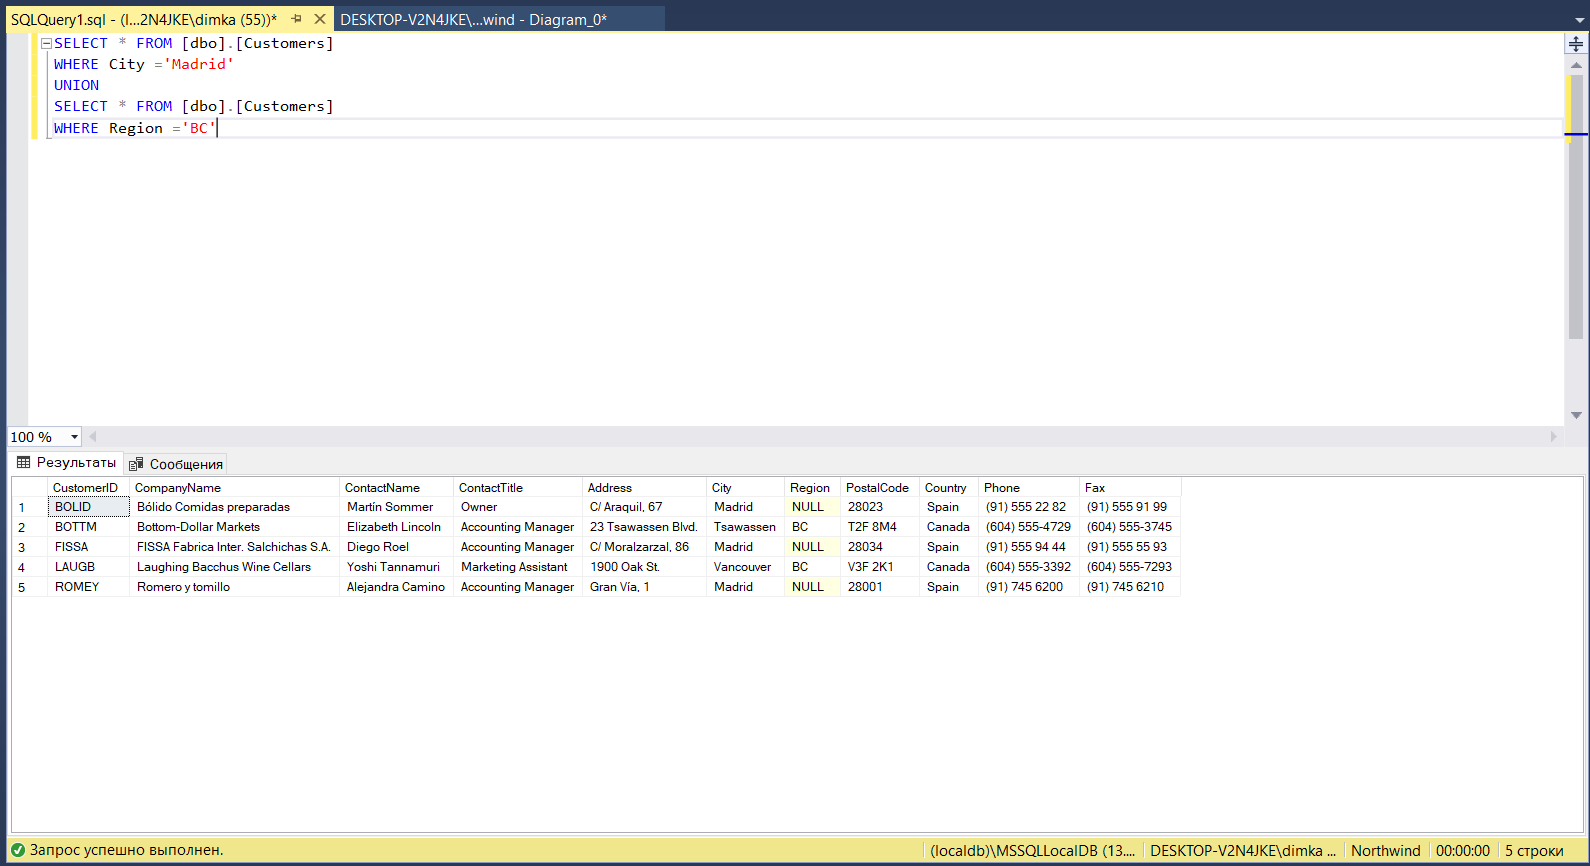 SQLQuery1.sql - (l...2N4JKE\dimka (55))* DESKTOP-V2N4JKE\...wind - Diagram_0*
SELECT * FROM [dbo].[Customers]
WHERE City ='Madrid'
UNION
SELECT * FROM [dbo].[Customers]
WHERE Region ='BC'
100 %
Результаты Сообщения
CustomerID CompanyName ContactName ContactTitle Address City Region PostalCode Country Phone Fax
1 BOLID Bólido Comidas preparadas Martín Sommer Owner C/ Araquil, 67 Madrid NULL 28023 Spain (91) 555 22 82 (91) 555 91 99
2 BOTTM Bottom-Dollar Markets Elizabeth Lincoln Accounting Manager 23 Tsawassen Blvd. Tsawassen BC T2F 8M4 Canada (604) 555-4729 (604) 555-3745
3 FISSA FISSA Fabrica Inter. Salchichas S.A. Diego Roel Accounting Manager C/ Moralzarzal, 86 Madrid NULL 28034 Spain (91) 555 94 44 (91) 555 55 93
4 LAUGB Laughing Bacchus Wine Cellars Yoshi Tannamuri Marketing Assistant 1900 Oak St. Vancouver BC V3F 2K1 Canada (604) 555-3392 (604) 555-7293
5 ROMEY Romero y tomillo Alejandra Camino Accounting Manager Gran Vía, 1 Madrid NULL 28001 Spain (91) 745 6200 (91) 745 6210
Запрос успешно выполнен. (localdb)\MSSQLLocalDB (13.... DESKTOP-V2N4JKE\dimka ... Northwind 00:00:00 5 строки